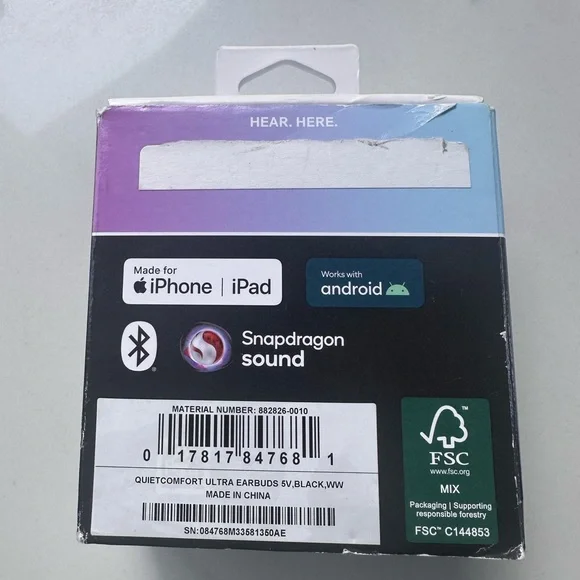 HEAR. HERE.
Made for
iPhone | iPad
Works with
android
Snapdragon
sound
MATERIAL NUMBER: 882826-0010
0 17817 84768 1
QUIETCOMFORT ULTRA EARBUDS 5V,BLACK,WW
MADE IN CHINA
SN:084768M33581350AE
FSC
www.fsc.org
MIX
Packaging | Supporting
responsible forestry
FSC™ C144853